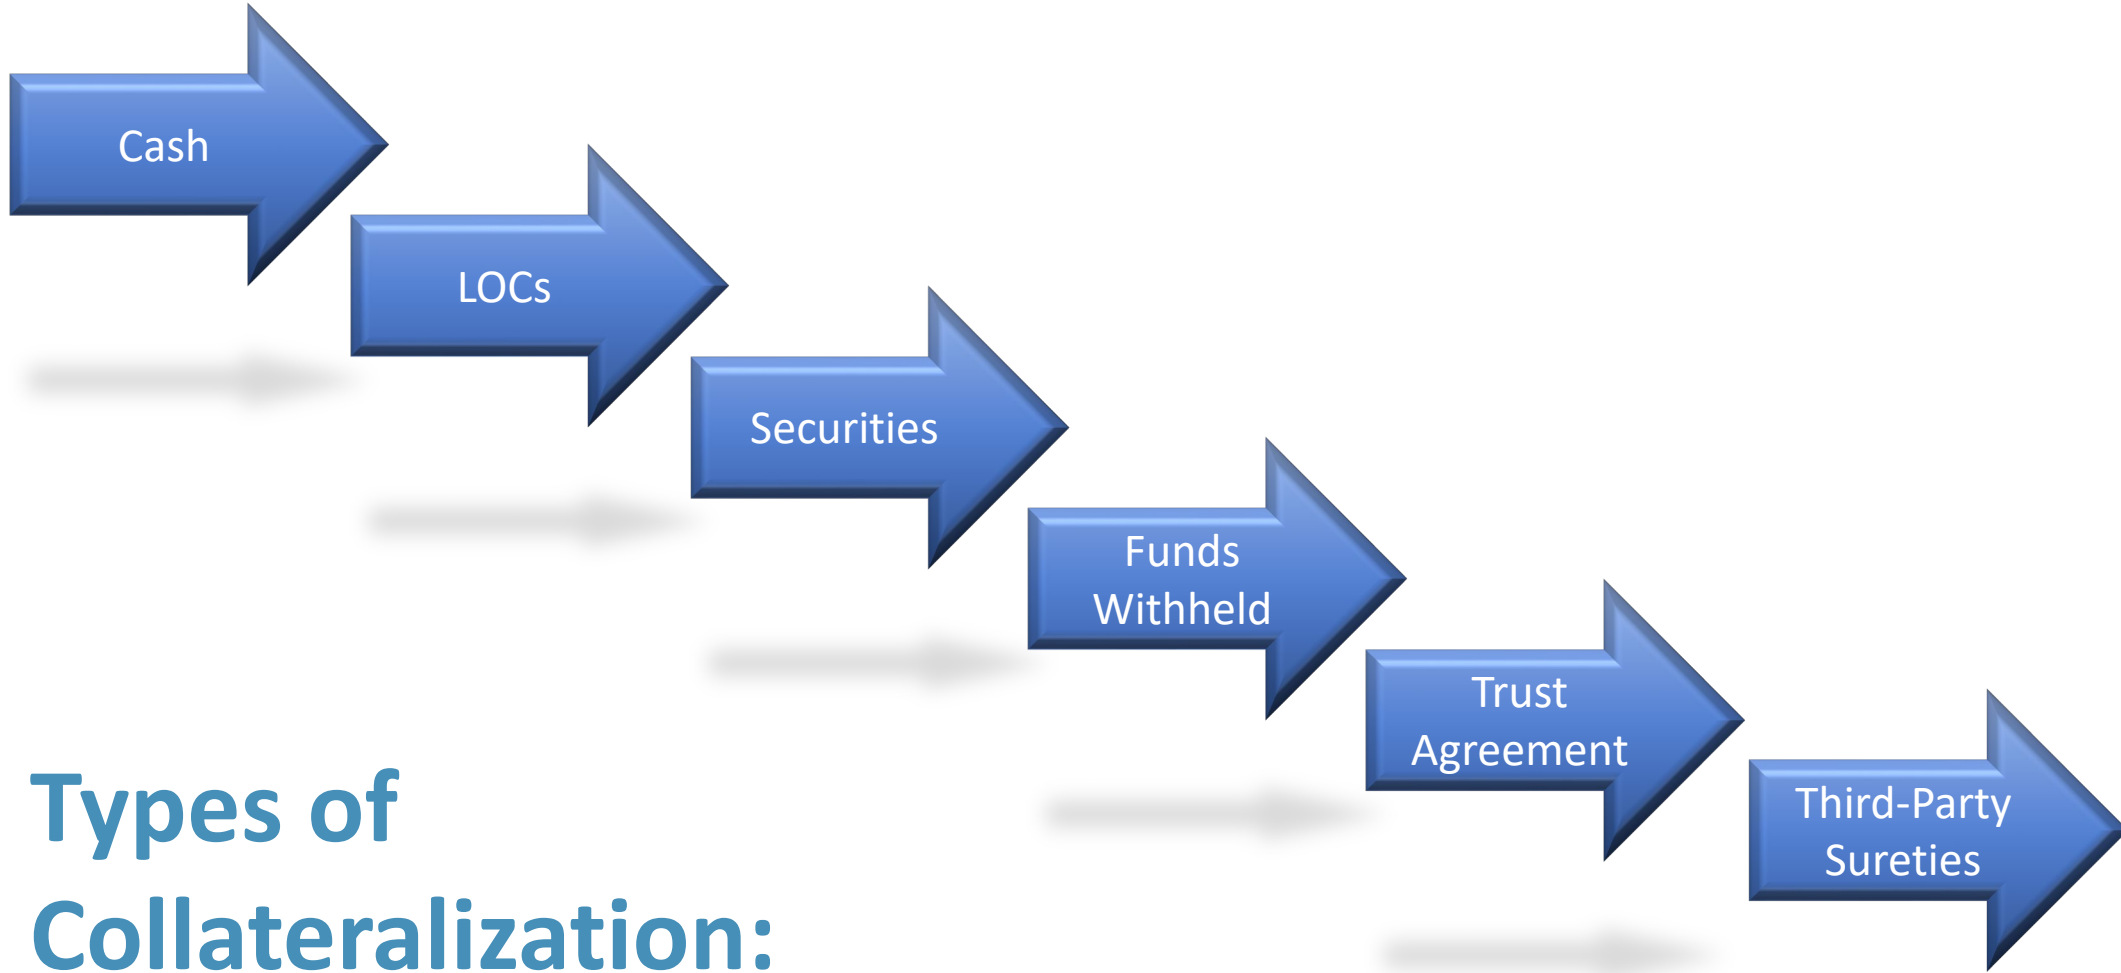 Cash
LOCs
Securities
Funds
Withheld
Trust
Agreement
Third-Party
Sureties
Types of
Collateralization: